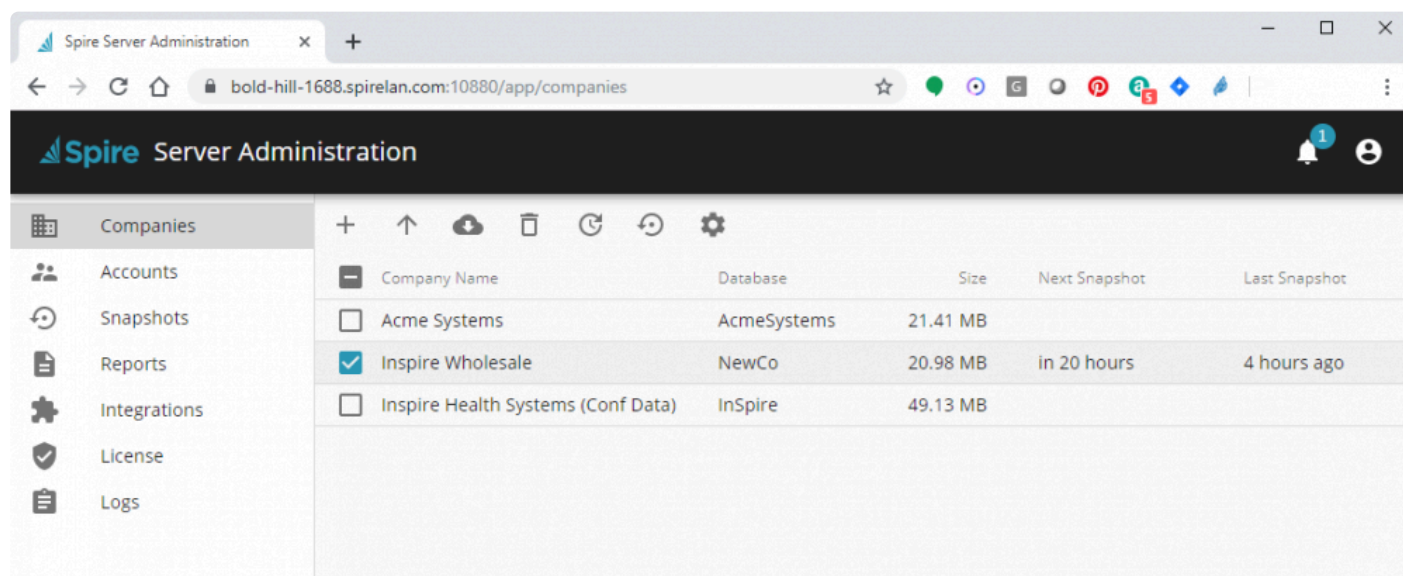 Spire Server Administration
bold-hill-1688.spirelan.com:10880/app/companies
G
a
5
Spire Server Administration
1
Companies
Accounts
Snapshots
Reports
Integrations
License
Logs
Company Name Database Size Next Snapshot Last Snapshot
Acme Systems AcmeSystems 21.41 MB
Inspire Wholesale NewCo 20.98 MB in 20 hours 4 hours ago
Inspire Health Systems (Conf Data) InSpire 49.13 MB